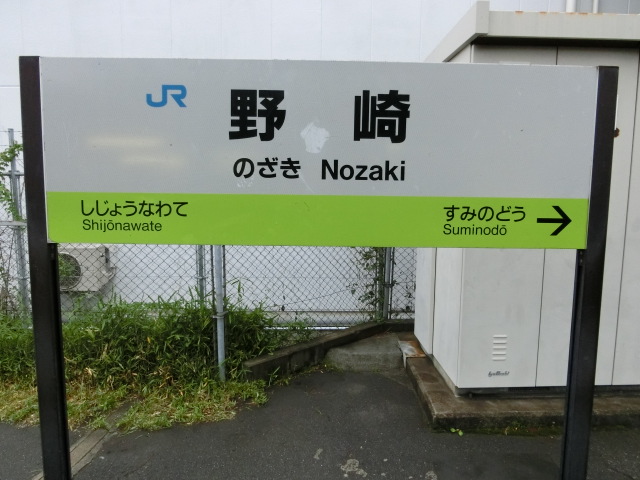 JR 野崎
のざき Nozaki
しじょうなわて
Shijōnawate
すみのどう →
Suminodō